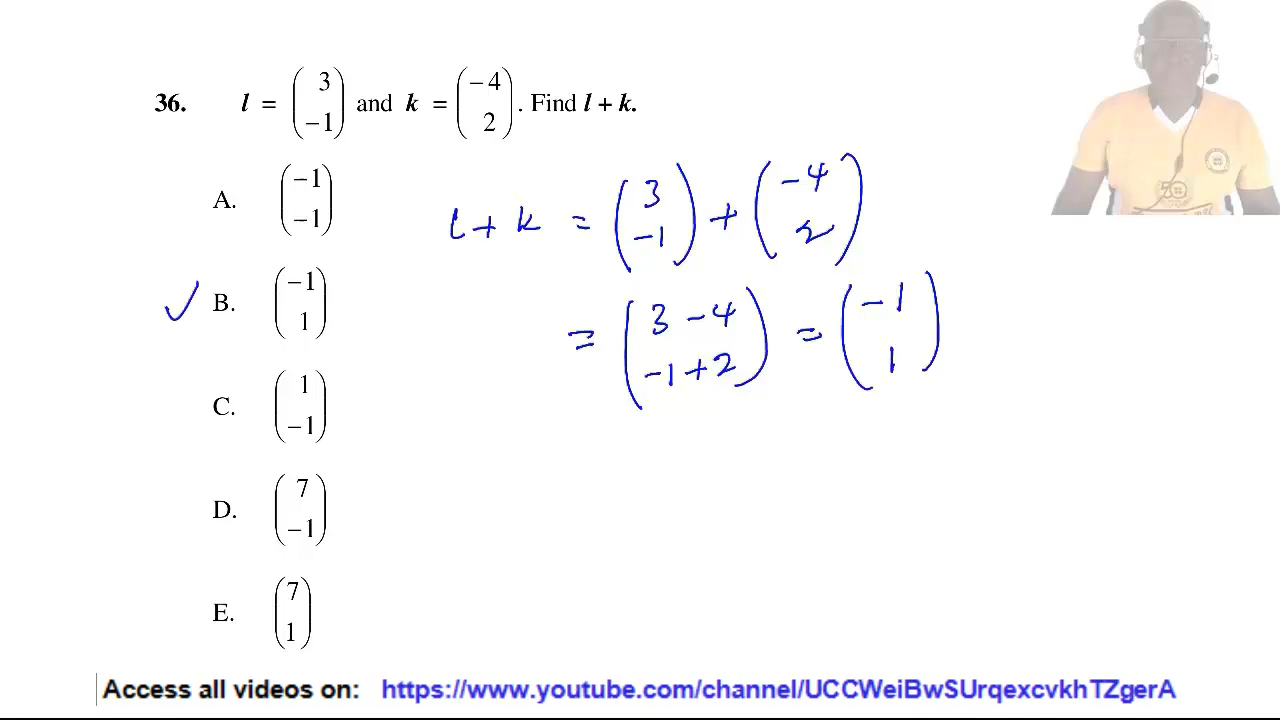 36. l = (3 −1) and k = (−4 2). Find l + k.
A. (−1 −1)
l + k = (3 -1) + (-4 2)
B. (−1 1)
= (3 -4 -1+2) = (-1 1)
C. (1 −1)
D. (7 −1)
E. (7 1)
Access all videos on: https://www.youtube.com/channel/UCCWeiBwSUrqexcvkhTZgerA